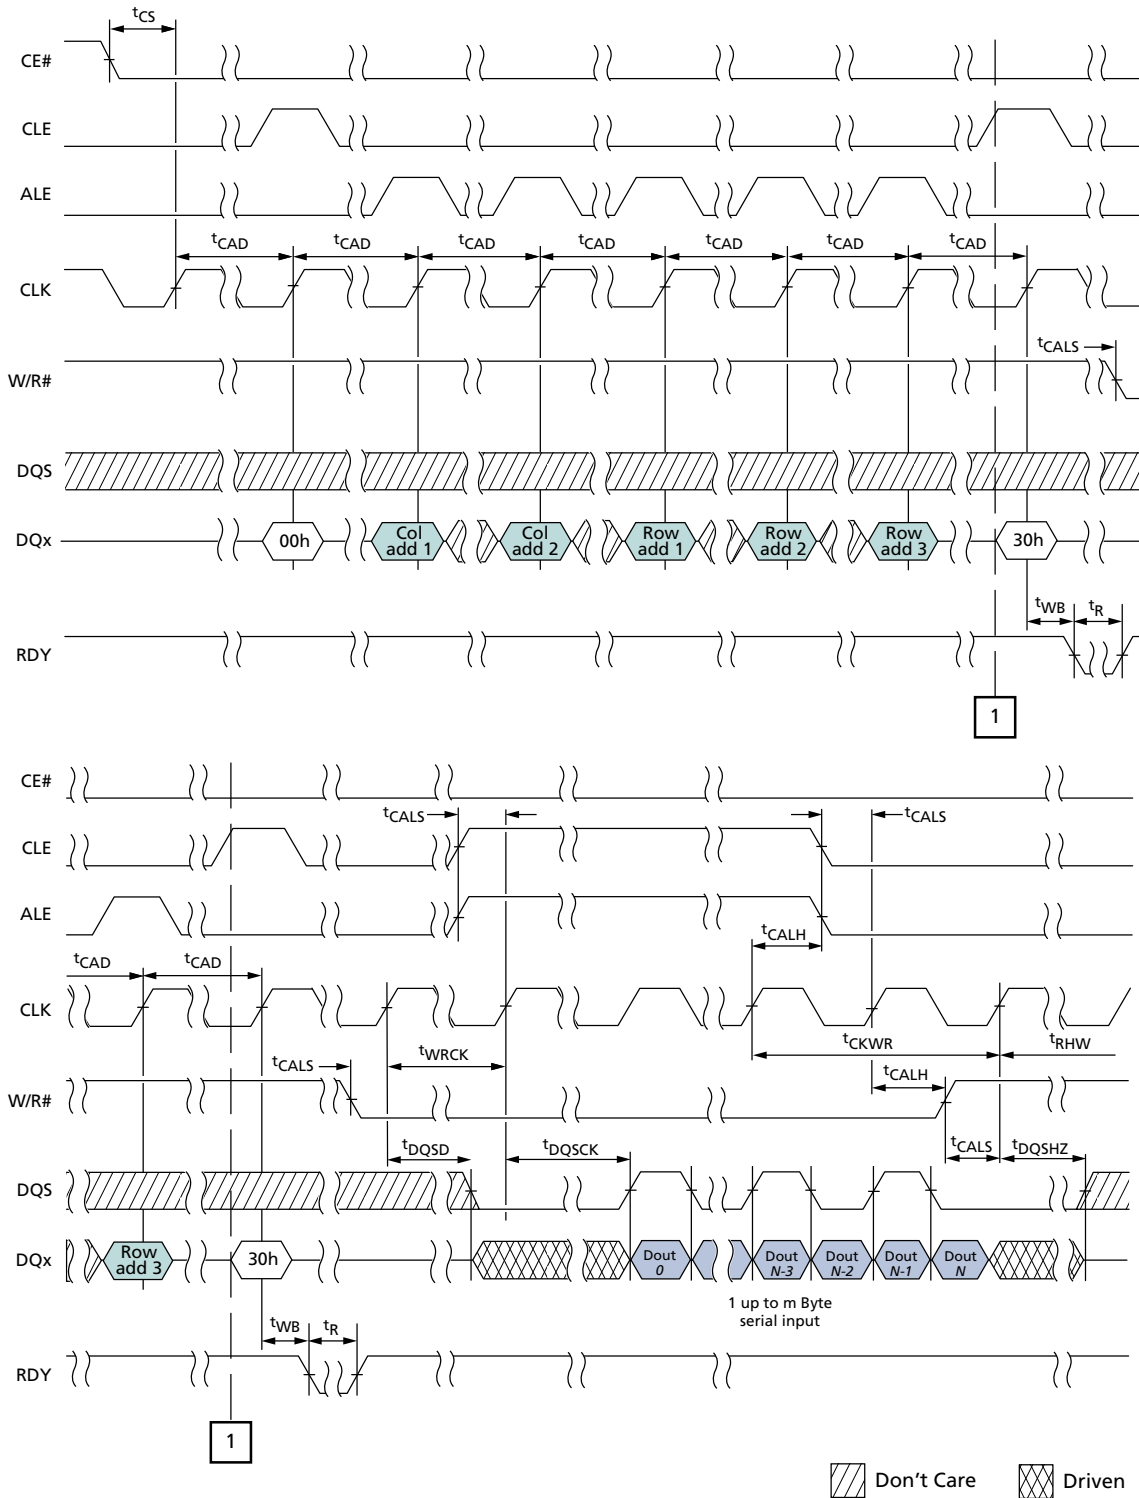 tCS
CE#
CLE
ALE
tCAD tCAD tCAD tCAD tCAD tCAD tCAD
CLK
tCALS
W/R#
DQS
DQx
00h
Col add 1
Col add 2
Row add 1
Row add 2
Row add 3
30h
tWB tR
RDY
1
CE#
tCALS tCALS
CLE
ALE
tCALH
tCAD tCAD
CLK
tWRCK tCKWR tRHW
tCALS tCALH
W/R#
tDQSD tDQSCK tCALS tDQSHZ
DQS
DQx
Row add 3
30h
Dout 0
Dout N-3
Dout N-2
Dout N-1
Dout N
1 up to m Byte
serial input
tWB tR
RDY
1
Don't Care Driven